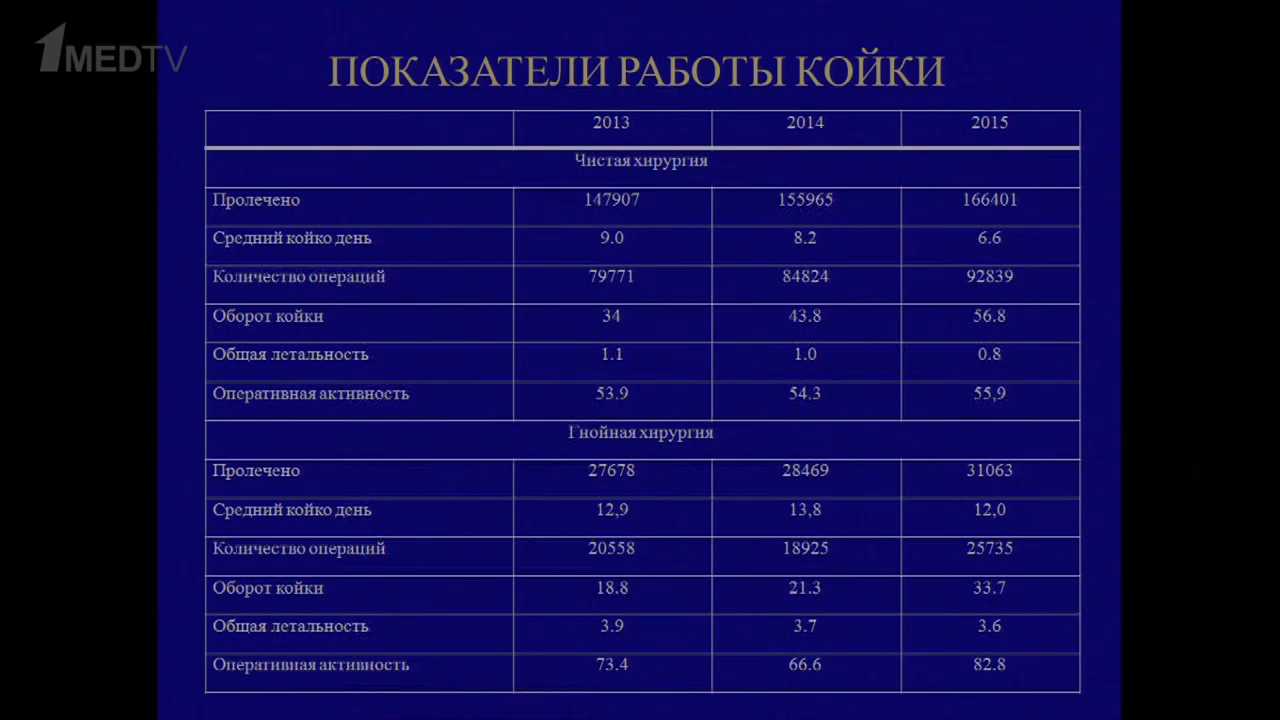 1MEDTV
ПОКАЗАТЕЛИ РАБОТЫ КОЙКИ
2013 2014 2015
Чистая хирургия
Пролечено 147907 155965 166401
Средний койко день 9.0 8.2 6.6
Количество операций 79771 84824 92839
Оборот койки 34 43.8 56.8
Общая летальность 1.1 1.0 0.8
Оперативная активность 53.9 54.3 55,9
Гнойная хирургия
Пролечено 27678 28469 31063
Средний койко день 12,9 13,8 12,0
Количество операций 20558 18925 25735
Оборот койки 18.8 21.3 33.7
Общая летальность 3.9 3.7 3.6
Оперативная активность 73.4 66.6 82.8